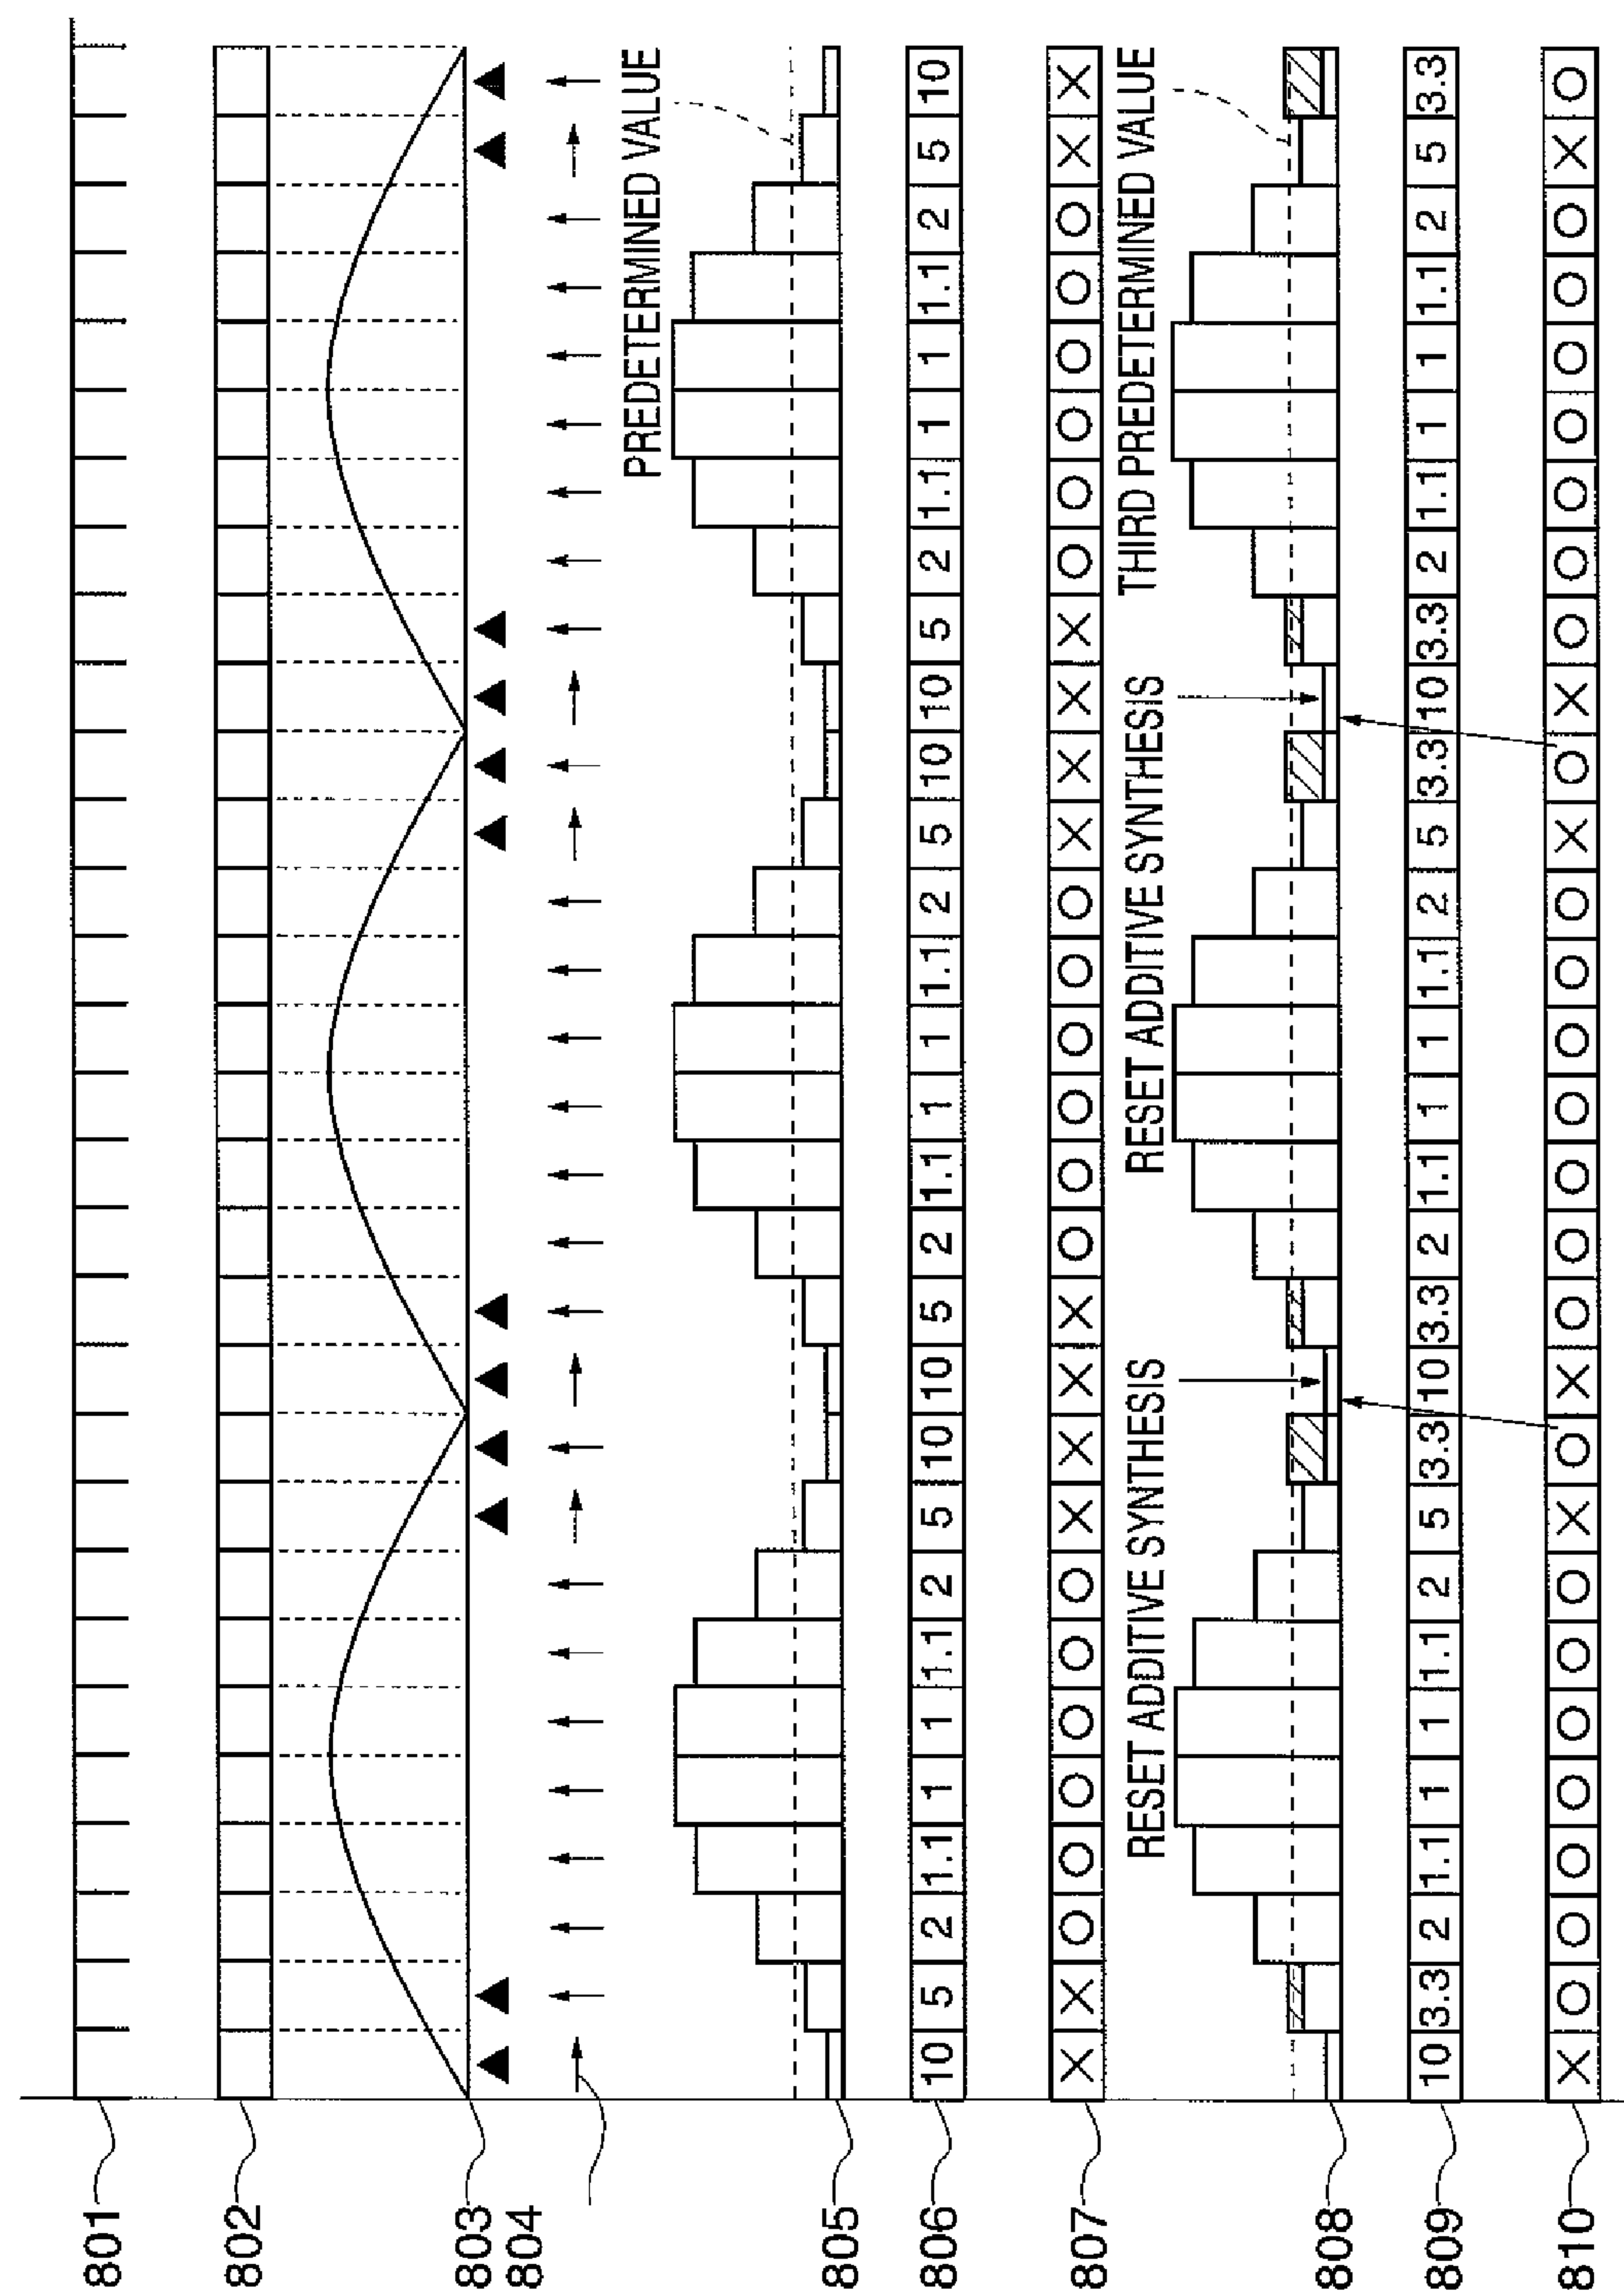 801
802
803
804
PREDETERMINED VALUE
805
806 10 5 2 1.1 1 1 1.1 2 5 10 10 5 2 1.1 1 1 1.1 2 5 10 10 5 2 1.1 1 1 1.1 2 5 10
807 X X O O O O O O X X X X O O O O O O X X X X O O O O O O X X
RESET ADDITIVE SYNTHESIS
RESET ADDITIVE SYNTHESIS
THIRD PREDETERMINED VALUE
808
809 10 3.3 2 1.1 1 1 1.1 2 5 3.3 10 3.3 2 1.1 1 1 1.1 2 5 3.3 10 3.3 2 1.1 1 1 1.1 2 5 3.3
810 X O O O O O O O X O X O O O O O O O X O X O O O O O O O X O